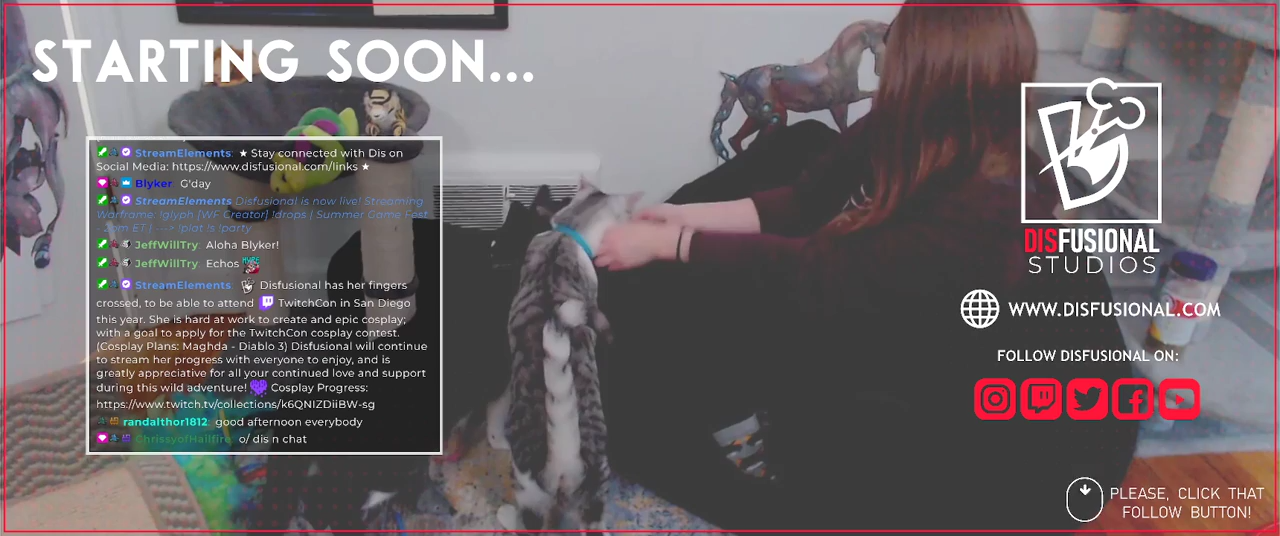 STARTING SOON...
StreamElements: ★ Stay connected with Dis on
Social Media: https://www.disfusional.com/links ★
Blyker: G'day
StreamElements Disfusional is now live! Streaming
Warframe: !glyph [WF Creator] !drops | Summer Game Fest
- 2pm ET! ---> !plat !s !party
JeffWillTry: Aloha Blyker!
JeffWillTry: Echos
StreamElements: Disfusional has her fingers
crossed, to be able to attend TwitchCon in San Diego
this year. She is hard at work to create and epic cosplay;
with a goal to apply for the TwitchCon cosplay contest.
(Cosplay Plans: Maghda - Diablo 3) Disfusional will continue
to stream her progress with everyone to enjoy, and is
greatly appreciative for all your continued love and support
during this wild adventure! Cosplay Progress:
https://www.twitch.tv/collections/k6QNIZDiiBW-sg
randalthor1812: good afternoon everybody
ChrissyofHallfire: o/ dis n chat
DISFUSIONAL
STUDIOS
WWW.DISFUSIONAL.COM
FOLLOW DISFUSIONAL ON:
PLEASE, CLICK THAT
FOLLOW BUTTON!